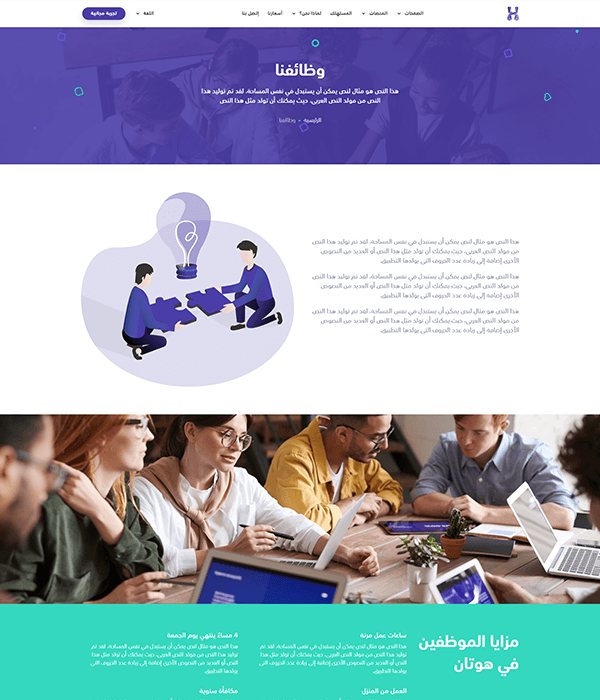 الصفحات
المنصات
المستهلك
لماذا نحن؟
أسعارنا
إتصل بنا
اللغة
تجربة مجانية
وظائفنا
هذا النص هو مثال لنص يمكن أن يستبدل في نفس المساحة، لقد تم توليد هذا
النص من مولد النص العربى، حيث يمكنك أن تولد مثل هذا النص
الرئيسية - وظائفنا
هذا النص هو مثال لنص يمكن أن يستبدل في نفس المساحة، لقد تم توليد هذا النص
من مولد النص العربى، حيث يمكنك أن تولد مثل هذا النص أو العديد من النصوص
الأخرى إضافة إلى زيادة عدد الحروف التى يولدها التطبيق.
هذا النص هو مثال لنص يمكن أن يستبدل في نفس المساحة، لقد تم توليد هذا النص
من مولد النص العربى، حيث يمكنك أن تولد مثل هذا النص أو العديد من النصوص
الأخرى إضافة إلى زيادة عدد الحروف التى يولدها التطبيق.
هذا النص هو مثال لنص يمكن أن يستبدل في نفس المساحة، لقد تم توليد هذا النص
من مولد النص العربى، حيث يمكنك أن تولد مثل هذا النص أو العديد من النصوص
الأخرى إضافة إلى زيادة عدد الحروف التى يولدها التطبيق.
مزايا الموظفين
في هوتان
ساعات عمل مرنة
هذا النص هو مثال لنص يمكن أن يستبدل في نفس المساحة، لقد تم
توليد هذا النص من مولد النص العربى، حيث يمكنك أن تولد مثل هذا
النص أو العديد من النصوص الأخرى إضافة إلى زيادة عدد الحروف التى
يولدها التطبيق.
4 مساءً ينتهي يوم الجمعة
هذا النص هو مثال لنص يمكن أن يستبدل في نفس المساحة، لقد تم
توليد هذا النص من مولد النص العربى، حيث يمكنك أن تولد مثل هذا
النص أو العديد من النصوص الأخرى إضافة إلى زيادة عدد الحروف التى
يولدها التطبيق.
العمل من المنزل
مكافأة سنوية